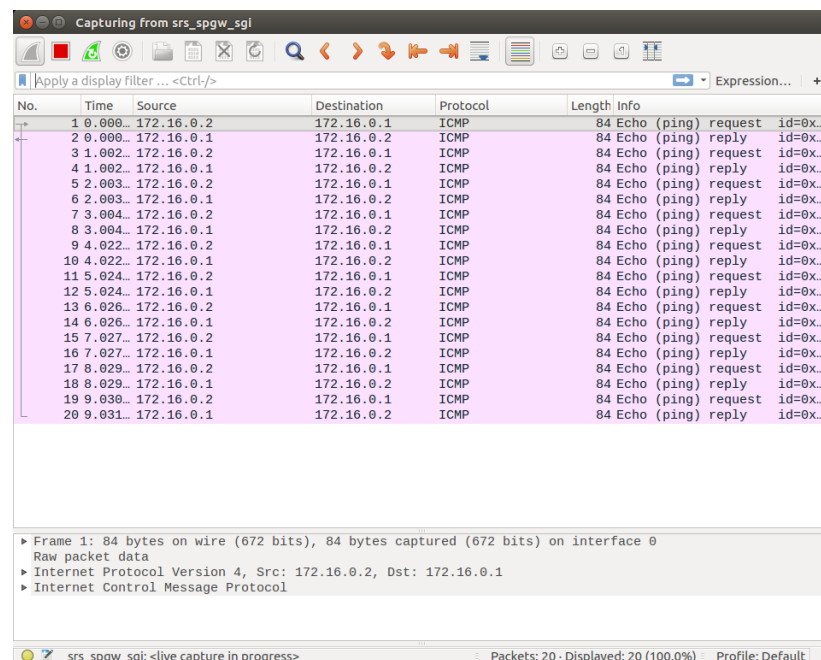 Capturing from srs_spgw_sgi
Apply a display filter … <Ctrl-/> Expression… +
No. Time Source Destination Protocol Length Info
1 0.000… 172.16.0.2 172.16.0.1 ICMP 84 Echo (ping) request id=0x…
2 0.000… 172.16.0.1 172.16.0.2 ICMP 84 Echo (ping) reply id=0x…
3 1.002… 172.16.0.2 172.16.0.1 ICMP 84 Echo (ping) request id=0x…
4 1.002… 172.16.0.1 172.16.0.2 ICMP 84 Echo (ping) reply id=0x…
5 2.003… 172.16.0.2 172.16.0.1 ICMP 84 Echo (ping) request id=0x…
6 2.003… 172.16.0.1 172.16.0.2 ICMP 84 Echo (ping) reply id=0x…
7 3.004… 172.16.0.2 172.16.0.1 ICMP 84 Echo (ping) request id=0x…
8 3.004… 172.16.0.1 172.16.0.2 ICMP 84 Echo (ping) reply id=0x…
9 4.022… 172.16.0.2 172.16.0.1 ICMP 84 Echo (ping) request id=0x…
10 4.022… 172.16.0.1 172.16.0.2 ICMP 84 Echo (ping) reply id=0x…
11 5.024… 172.16.0.2 172.16.0.1 ICMP 84 Echo (ping) request id=0x…
12 5.024… 172.16.0.1 172.16.0.2 ICMP 84 Echo (ping) reply id=0x…
13 6.026… 172.16.0.2 172.16.0.1 ICMP 84 Echo (ping) request id=0x…
14 6.026… 172.16.0.1 172.16.0.2 ICMP 84 Echo (ping) reply id=0x…
15 7.027… 172.16.0.2 172.16.0.1 ICMP 84 Echo (ping) request id=0x…
16 7.027… 172.16.0.1 172.16.0.2 ICMP 84 Echo (ping) reply id=0x…
17 8.029… 172.16.0.2 172.16.0.1 ICMP 84 Echo (ping) request id=0x…
18 8.029… 172.16.0.1 172.16.0.2 ICMP 84 Echo (ping) reply id=0x…
19 9.030… 172.16.0.2 172.16.0.1 ICMP 84 Echo (ping) request id=0x…
20 9.031… 172.16.0.1 172.16.0.2 ICMP 84 Echo (ping) reply id=0x…
Frame 1: 84 bytes on wire (672 bits), 84 bytes captured (672 bits) on interface 0
Raw packet data
Internet Protocol Version 4, Src: 172.16.0.2, Dst: 172.16.0.1
Internet Control Message Protocol
srs_spgw_sgi: <live capture in progress> Packets: 20 · Displayed: 20 (100.0%) Profile: Default